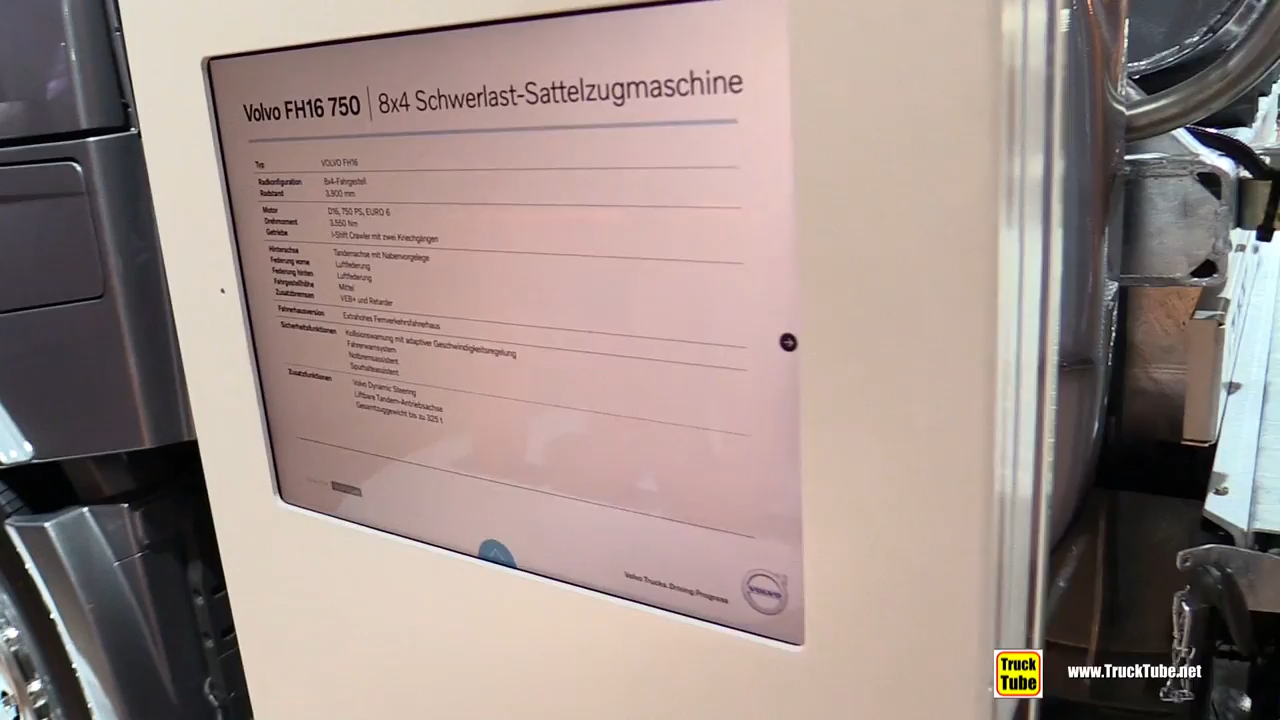 Volvo FH16 750 | 8x4 Schwerlast-Sattelzugmaschine
Typ VOLVO FH16
Radkonfiguration 8x4-Fahrgestell
Radstand 3.900 mm
Motor D16, 750 PS, EURO 6
Drehmoment 3.550 Nm
Getriebe I-Shift Crawler mit zwei Kriechgängen
Hinterachse Tandemachse mit Nabenvorgelege
Federung vorne Luftfederung
Federung hinten Luftfederung
Fahrgestellhöhe Mittel
Zusatzbremsen VEB+ und Retarder
Fahrerhausversion Extrahohes Fernverkehrsfahrerhaus
Sicherheitsfunktionen Kollisionswarnung mit adaptiver Geschwindigkeitsregelung
Fahrerwarnsystem
Notbremsassistent
Spurhalteassistent
Zusatzfunktionen Volvo Dynamic Steering
Liftbare Tandem-Antriebsachse
Gesamtzuggewicht bis zu 325 t
Volvo Trucks. Driving Progress
VOLVO
Truck
Tube
www.TruckTube.net